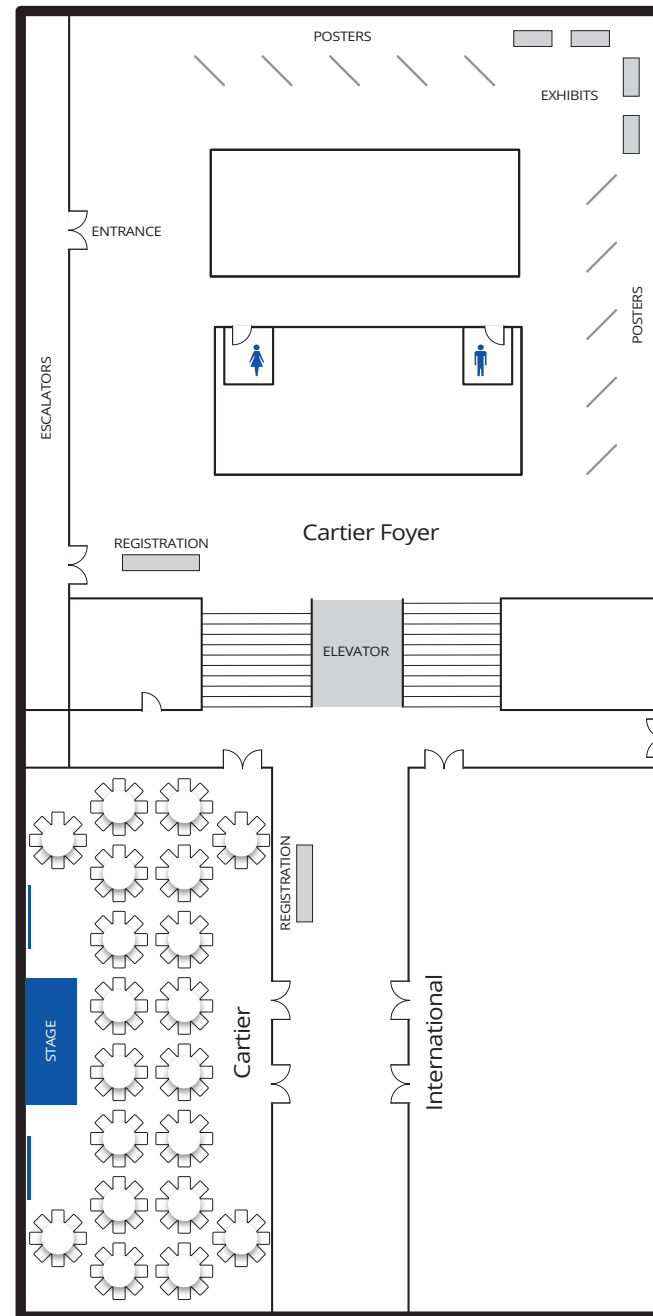 POSTERS
EXHIBITS
ENTRANCE
POSTERS
ESCALATORS
Cartier Foyer
REGISTRATION
ELEVATOR
REGISTRATION
STAGE
Cartier
International